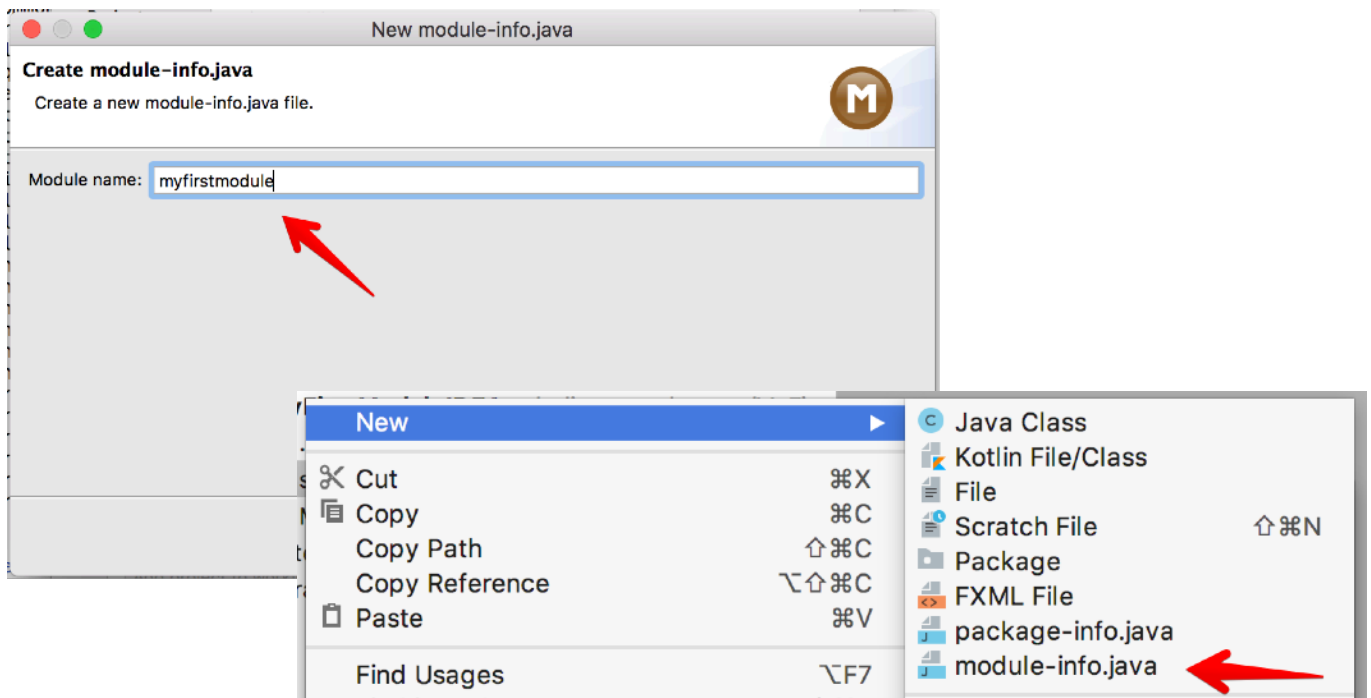 New module-info.java
Create module-info.java
Create a new module-info.java file.
M
Module name: myfirstmodule
New
Cut ⌘X
Copy ⌘C
Copy Path ⇧⌘C
Copy Reference ⌥⇧⌘C
Paste ⌘V
Find Usages ⌥F7
C Java Class
Kotlin File/Class
File
Scratch File ⇧⌘N
Package
FXML File
J package-info.java
J module-info.java